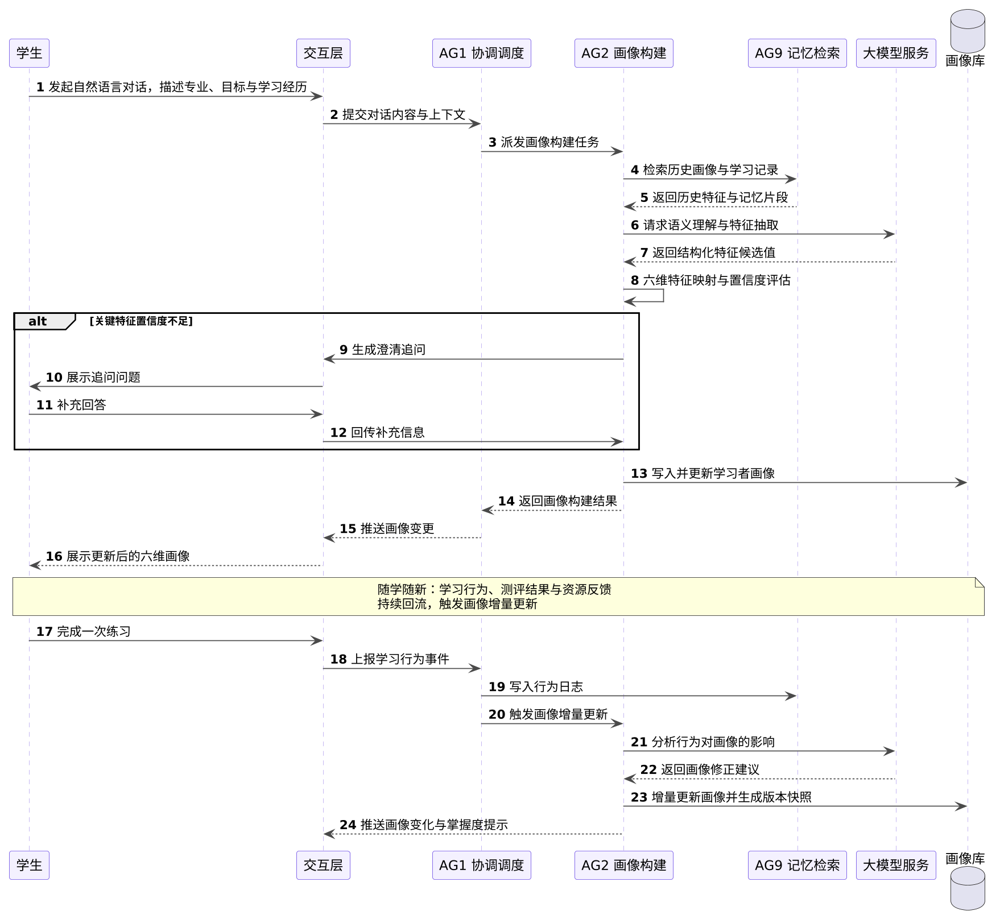 画像库
学生
交互层
AG1 协调调度
AG2 画像构建
AG9 记忆检索
大模型服务
1 发起自然语言对话，描述专业、目标与学习经历
2 提交对话内容与上下文
3 派发画像构建任务
4 检索历史画像与学习记录
5 返回历史特征与记忆片段
6 请求语义理解与特征抽取
7 返回结构化特征候选值
8 六维特征映射与置信度评估
alt
[关键特征置信度不足]
9 生成澄清追问
10 展示追问问题
11 补充回答
12 回传补充信息
13 写入并更新学习者画像
14 返回画像构建结果
15 推送画像变更
16 展示更新后的六维画像
随学随新：学习行为、测评结果与资源反馈
持续回流，触发画像增量更新
17 完成一次练习
18 上报学习行为事件
19 写入行为日志
20 触发画像增量更新
21 分析行为对画像的影响
22 返回画像修正建议
23 增量更新画像并生成版本快照
24 推送画像变化与掌握度提示
学生
交互层
AG1 协调调度
AG2 画像构建
AG9 记忆检索
大模型服务
画像库